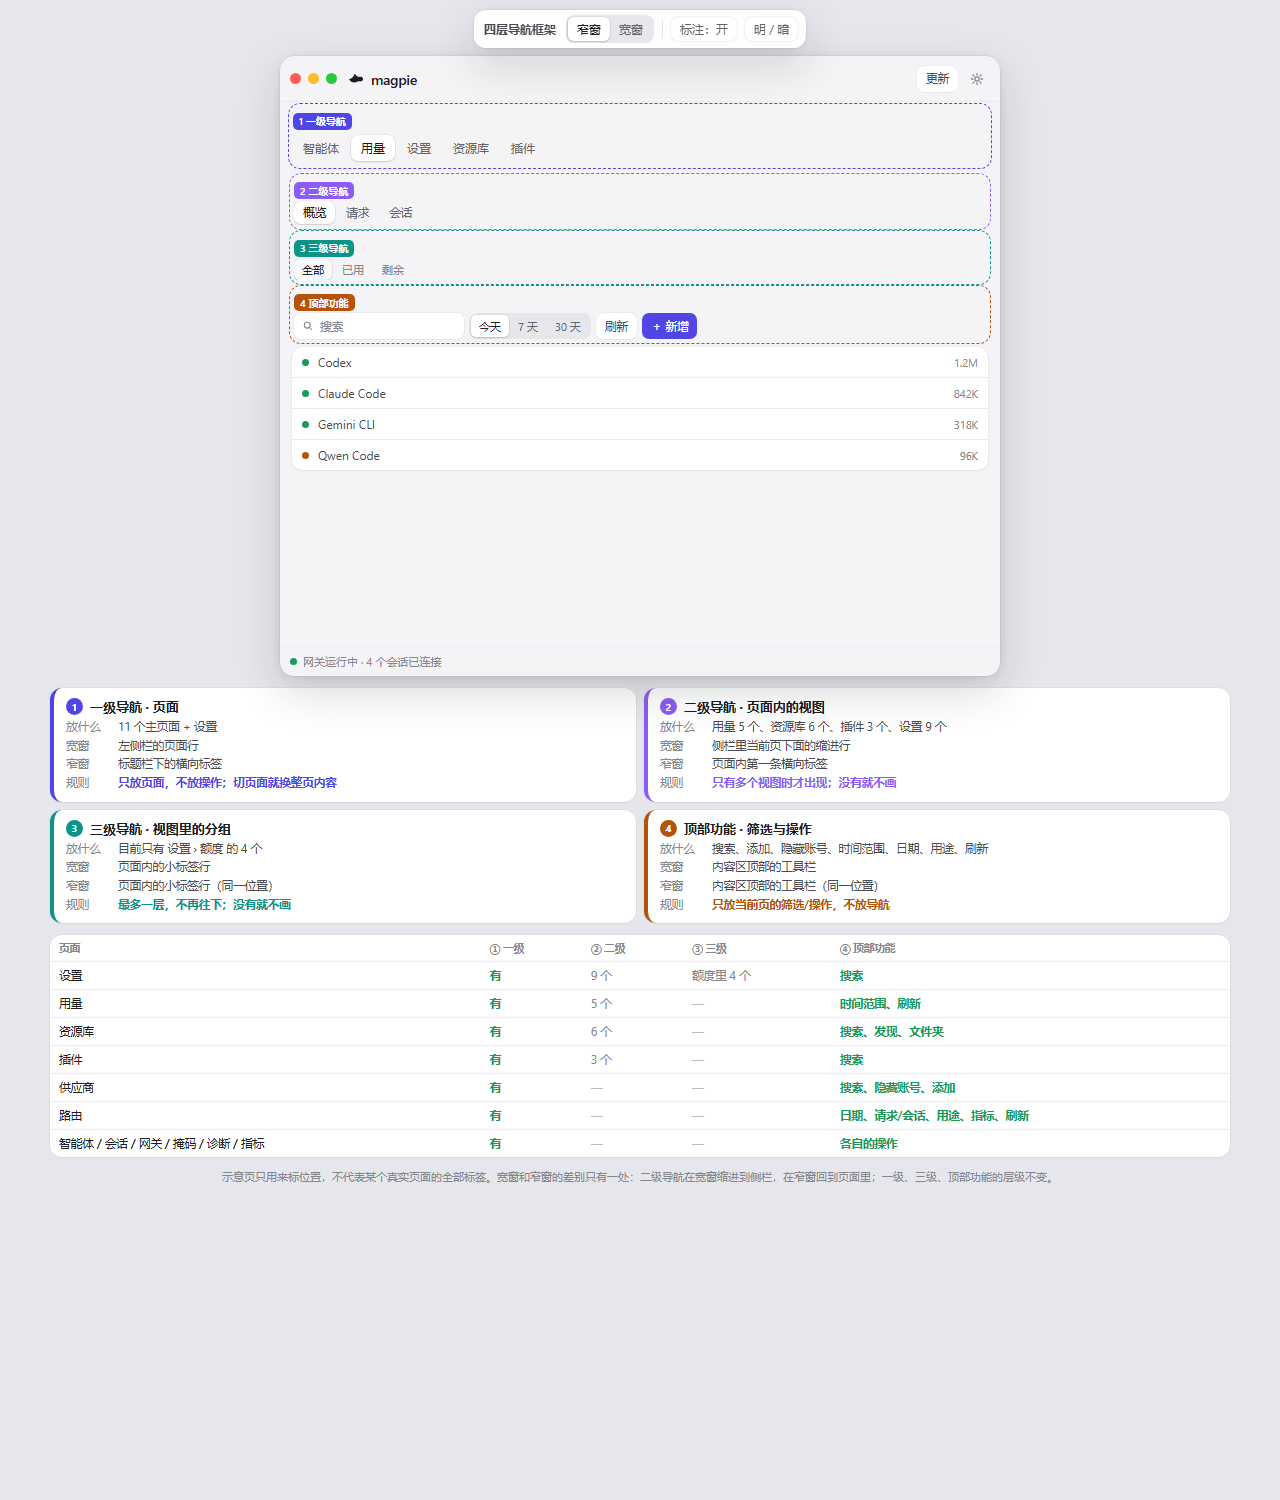 四层导航框架 窄窗 宽窗 标注：开 明 / 暗
magpie 更新
1 一级导航
智能体 用量 设置 资源库 插件
2 二级导航
概览 请求 会话
3 三级导航
全部 已用 剩余
4 顶部功能
搜索 今天 7 天 30 天 刷新 + 新增
Codex 1.2M
Claude Code 842K
Gemini CLI 318K
Qwen Code 96K
网关运行中 · 4 个会话已连接
1 一级导航 · 页面
放什么 11 个主页面 + 设置
宽窗 左侧栏的页面行
窄窗 标题栏下的横向标签
规则 只放页面，不放操作；切页面就换整页内容
2 二级导航 · 页面内的视图
放什么 用量 5 个、资源库 6 个、插件 3 个、设置 9 个
宽窗 侧栏里当前页下面的缩进行
窄窗 页面内第一条横向标签
规则 只有多个视图时才出现；没有就不画
3 三级导航 · 视图里的分组
放什么 目前只有 设置 › 额度 的 4 个
宽窗 页面内的小标签行
窄窗 页面内的小标签行（同一位置）
规则 最多一层，不再往下；没有就不画
4 顶部功能 · 筛选与操作
放什么 搜索、添加、隐藏账号、时间范围、日期、用途、刷新
宽窗 内容区顶部的工具栏
窄窗 内容区顶部的工具栏（同一位置）
规则 只放当前页的筛选/操作，不放导航
页面 ① 一级 ② 二级 ③ 三级 ④ 顶部功能
设置 有 9 个 额度里 4 个 搜索
用量 有 5 个 — 时间范围、刷新
资源库 有 6 个 — 搜索、发现、文件夹
插件 有 3 个 — 搜索
供应商 有 — — 搜索、隐藏账号、添加
路由 有 — — 日期、请求/会话、用途、指标、刷新
智能体 / 会话 / 网关 / 掩码 / 诊断 / 指标 有 — — 各自的操作
示意页只用来标位置，不代表某个真实页面的全部标签。宽窗和窄窗的差别只有一处：二级导航在宽窗缩进到侧栏，在窄窗回到页面里；一级、三级、顶部功能的层级不变。